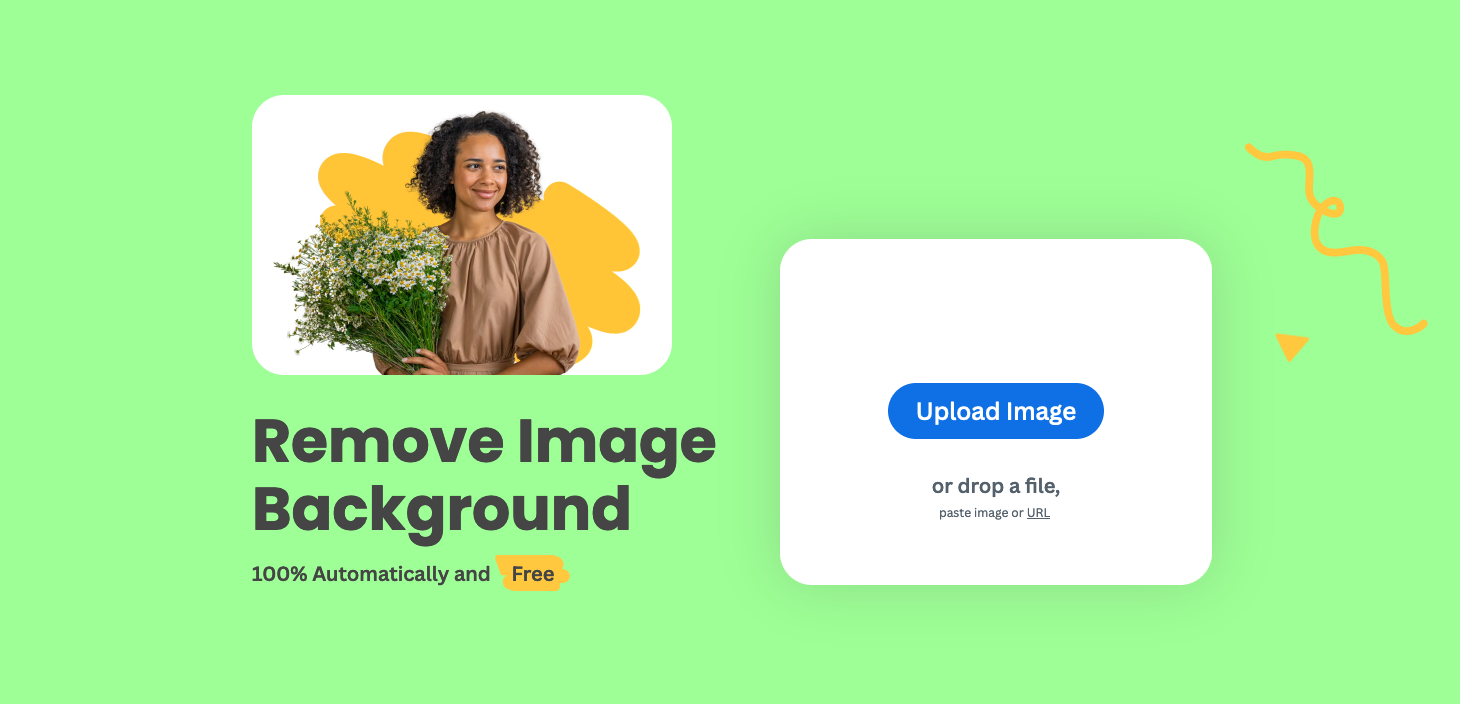 Remove Image
Background
100% Automatically and Free
Upload Image
or drop a file,
paste image or URL